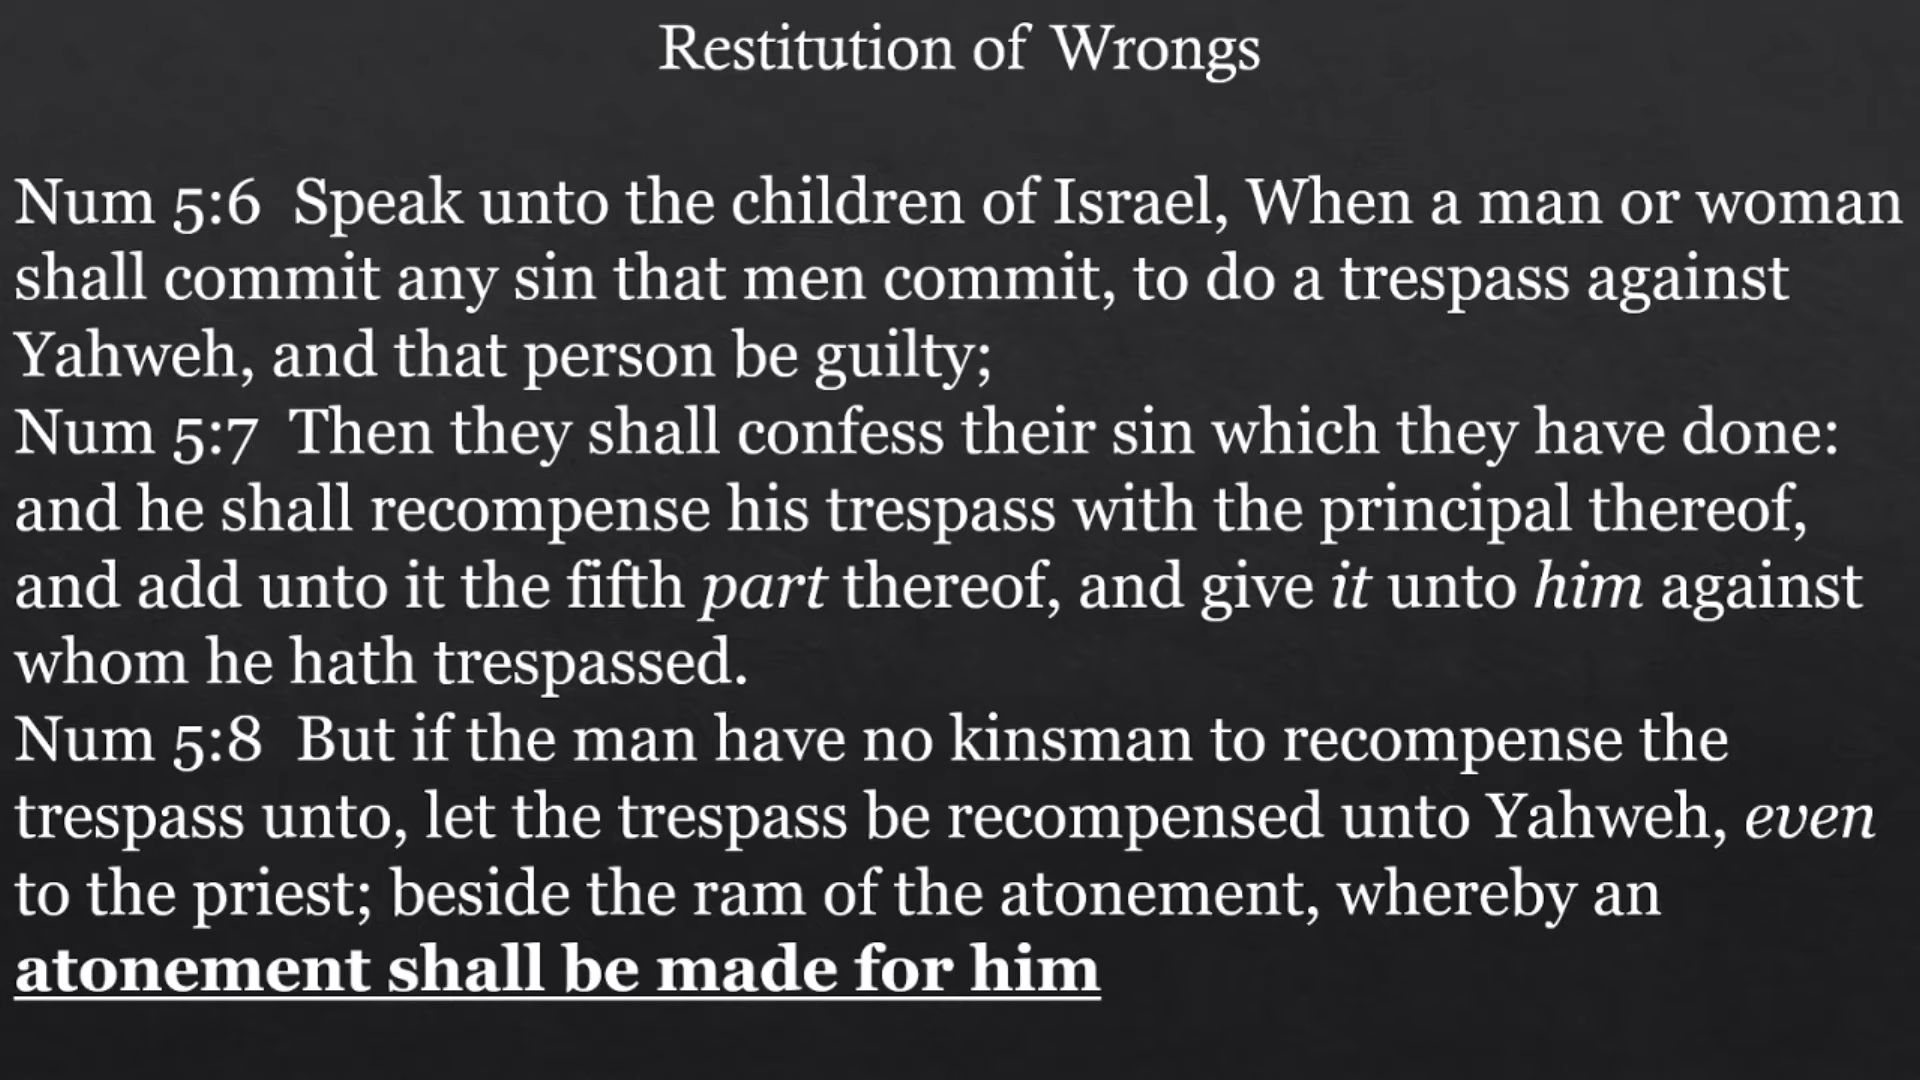 Restitution of Wrongs
Num 5:6 Speak unto the children of Israel, When a man or woman
shall commit any sin that men commit, to do a trespass against
Yahweh, and that person be guilty;
Num 5:7 Then they shall confess their sin which they have done:
and he shall recompense his trespass with the principal thereof,
and add unto it the fifth part thereof, and give it unto him against
whom he hath trespassed.
Num 5:8 But if the man have no kinsman to recompense the
trespass unto, let the trespass be recompensed unto Yahweh, even
to the priest; beside the ram of the atonement, whereby an
atonement shall be made for him